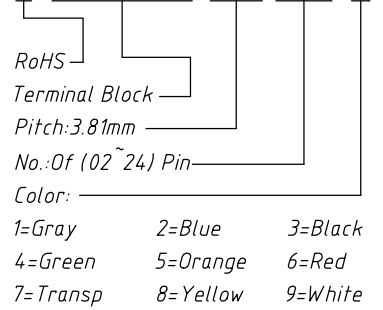 RoHS
Terminal Block
Pitch:3.81mm
No.:Of (02~24) Pin
Color:
1=Gray 2=Blue 3=Black
4=Green 5=Orange 6=Red
7=Transp 8=Yellow 9=White